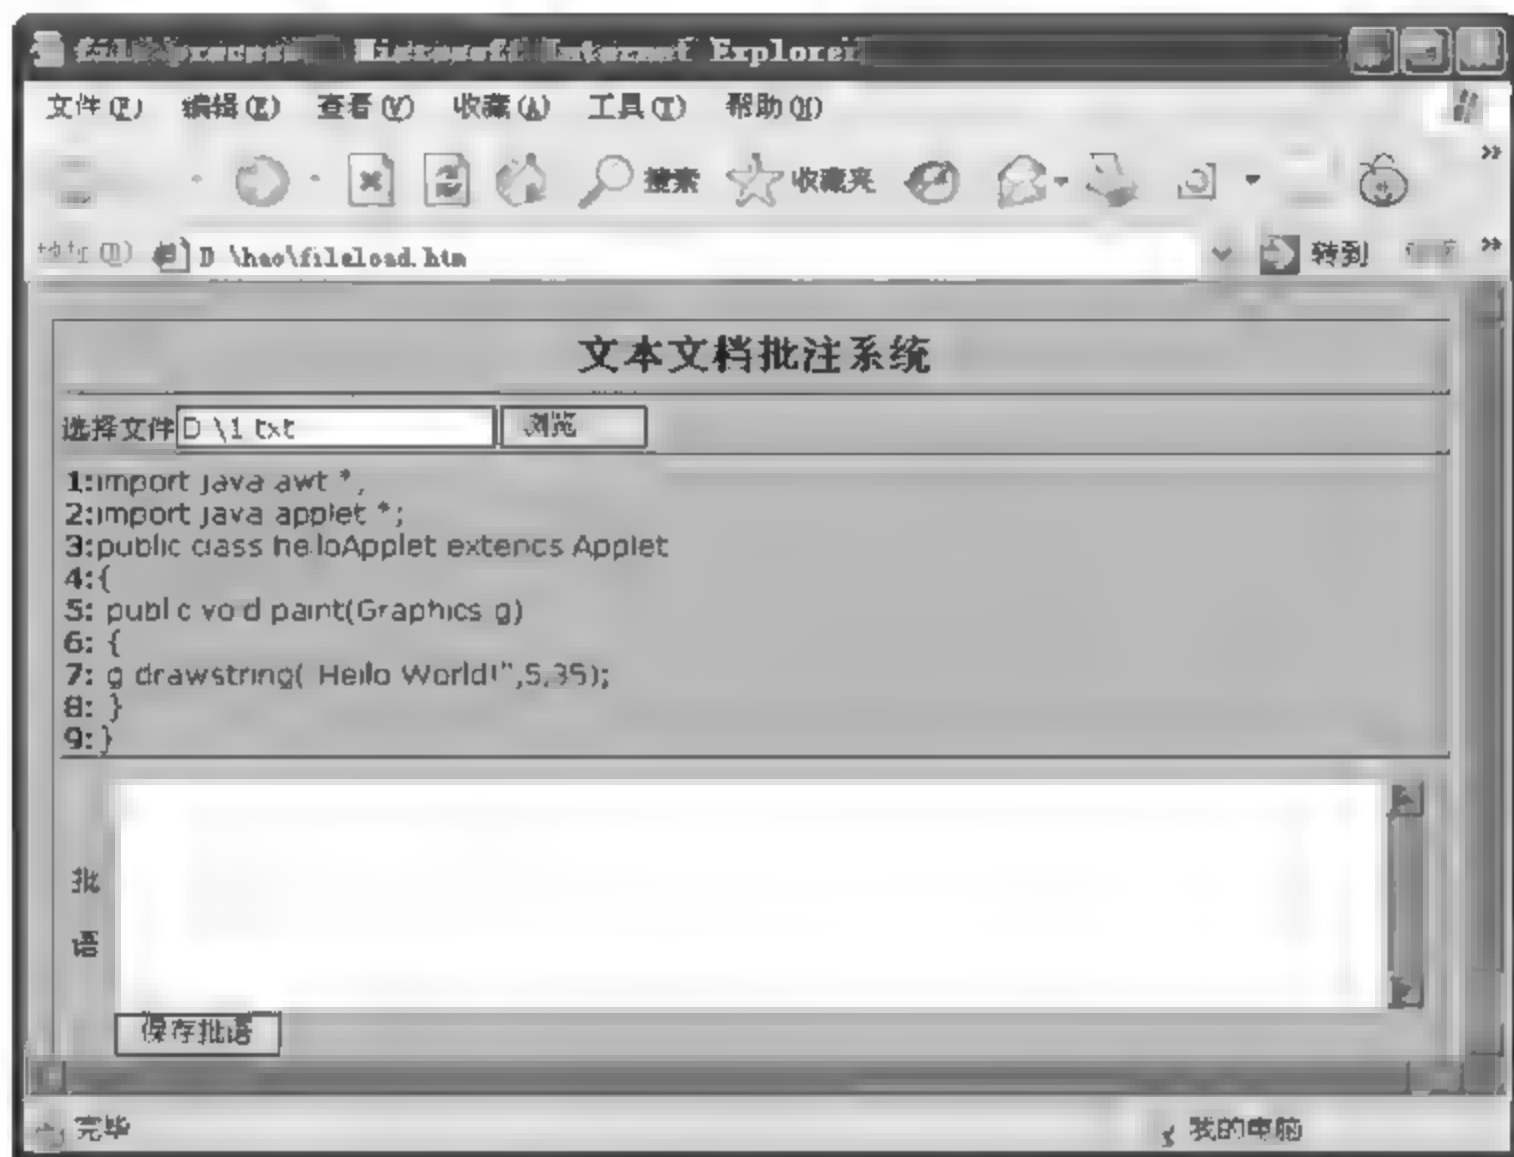 Microsoft Internet Explorer
文件(F) 编辑(E) 查看(V) 收藏(A) 工具(T) 帮助(H)
搜索 收藏夹 »
(D) D \hao\fileload.htm 转到 »
文本文档批注系统
选择文件 D \1 txt 浏览
1:import java awt *,
2:import java applet *;
3:public class helloApplet extends Applet
4:{
5: public void paint(Graphics g)
6: {
7: g drawstring( Hello World!",5,35);
8: }
9:}
批
语
保存批语
完毕 我的电脑